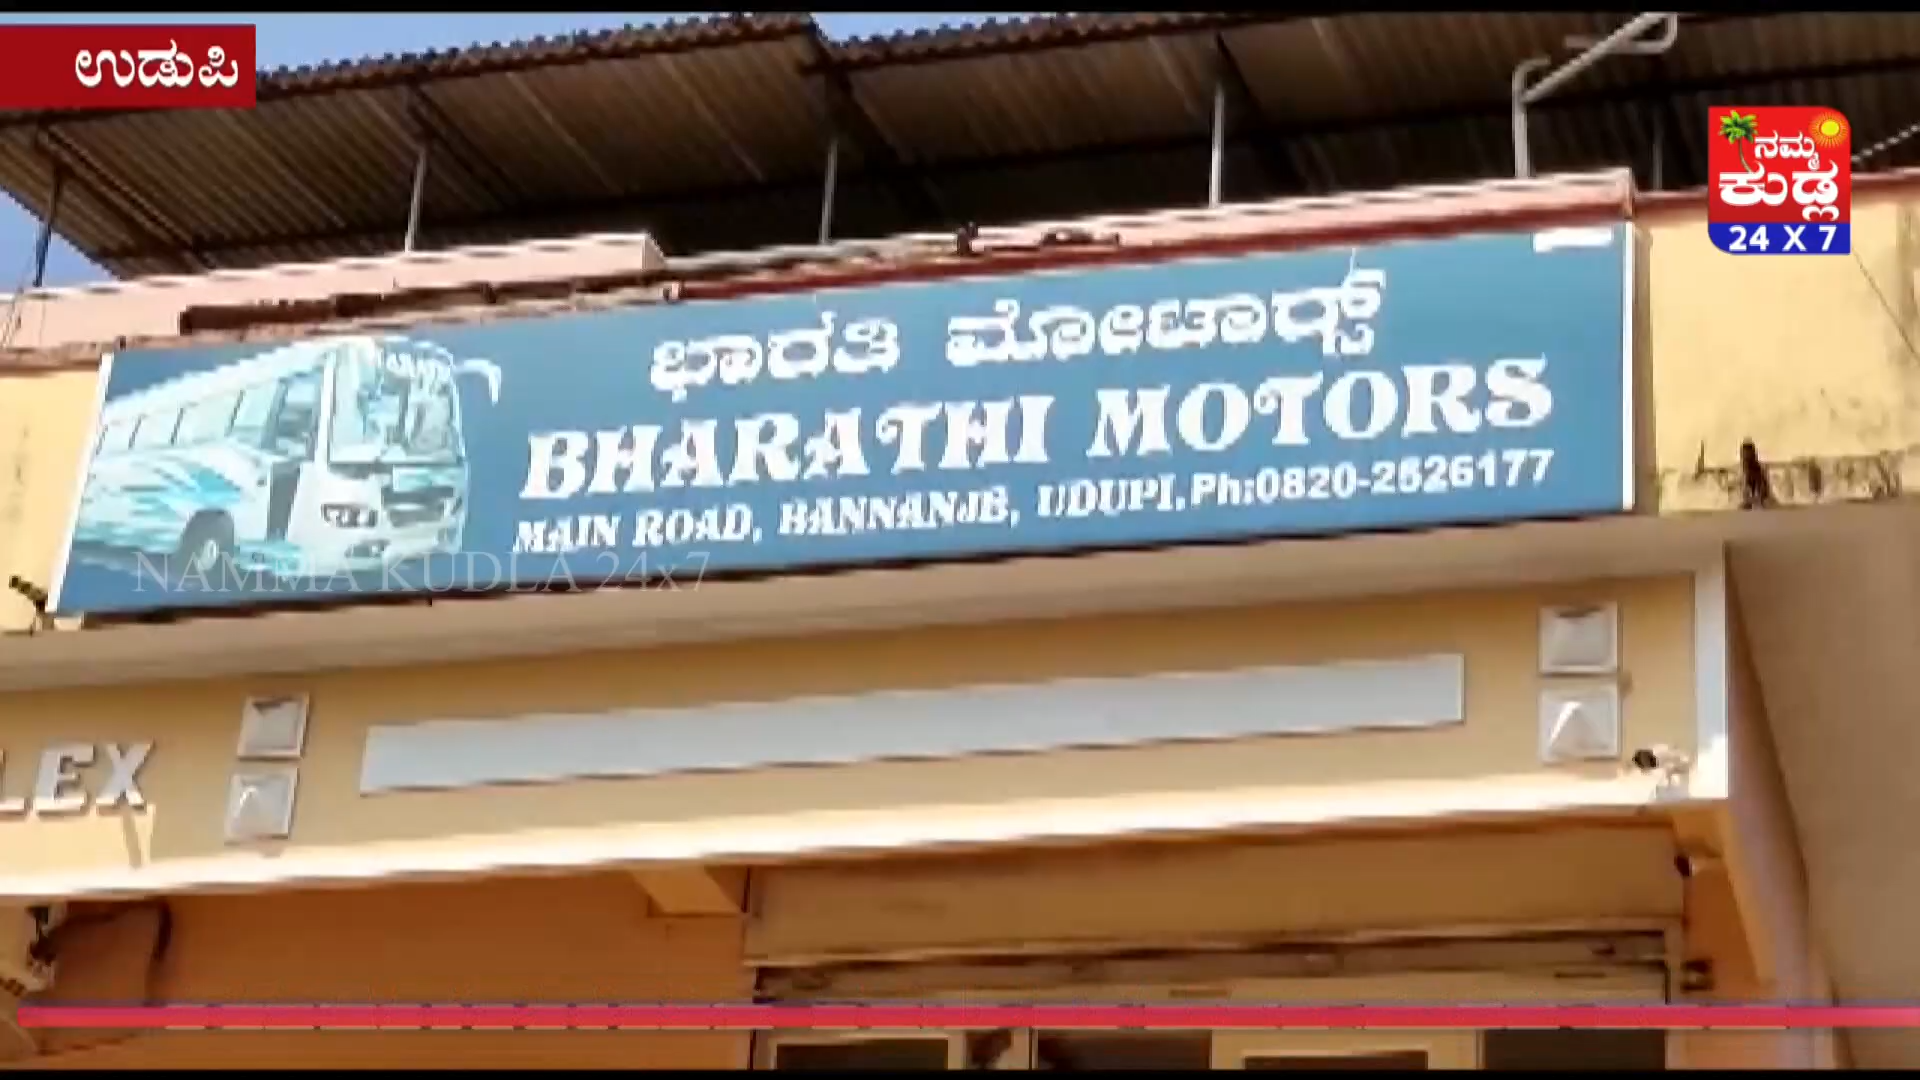 ಉಡುಪಿ
ನಮ್ಮ
ಕುಡ್ಲ
24 X 7
ಭಾರತಿ ಮೋಟಾರ್ಸ್
BHARATHI MOTORS
MAIN ROAD, BANNANJE, UDUPI. Ph:0820-2526177
NAMMA KUDLA 24x7
LEX